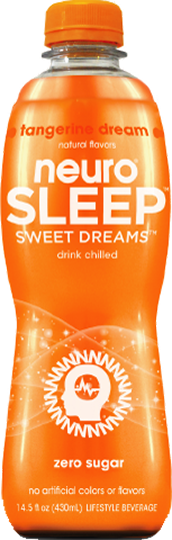 tangerine dream
natural flavors
neuro®
SLEEP™
SWEET DREAMS™
drink chilled
zero sugar
no artificial colors or flavors
14.5 fl oz (430mL) LIFESTYLE BEVERAGE